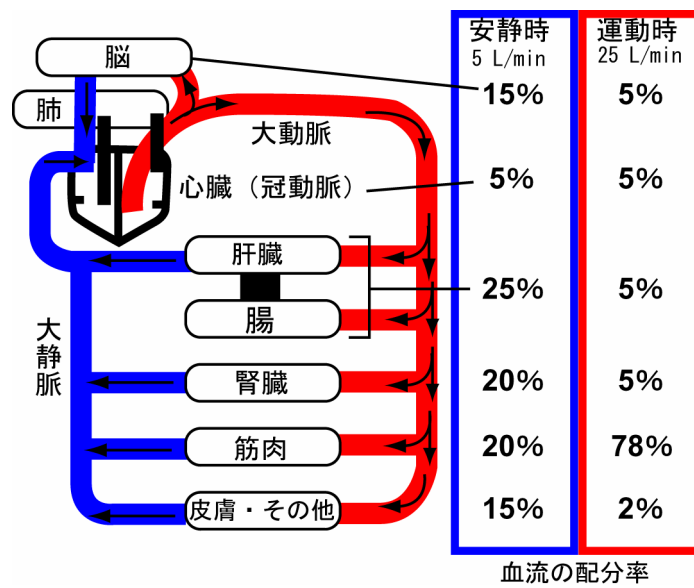 安静時
5 L/min
運動時
25 L/min
脳
15%
5%
肺
大動脈
心臓（冠動脈）
5%
5%
肝臓
腸
25%
5%
大静脈
腎臓
20%
5%
筋肉
20%
78%
皮膚・その他
15%
2%
血流の配分率